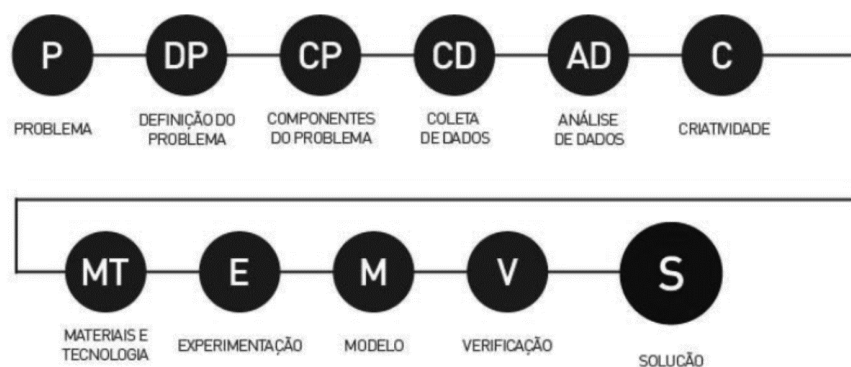 P DP CP CD AD C
PROBLEMA
DEFINIÇÃO DO
PROBLEMA
COMPONENTES
DO PROBLEMA
COLETA
DE DADOS
ANÁLISE
DE DADOS
CRIATIVIDADE
MT E M V S
MATERIAIS E
TECNOLOGIA
EXPERIMENTAÇÃO
MODELO
VERIFICAÇÃO
SOLUCÃO